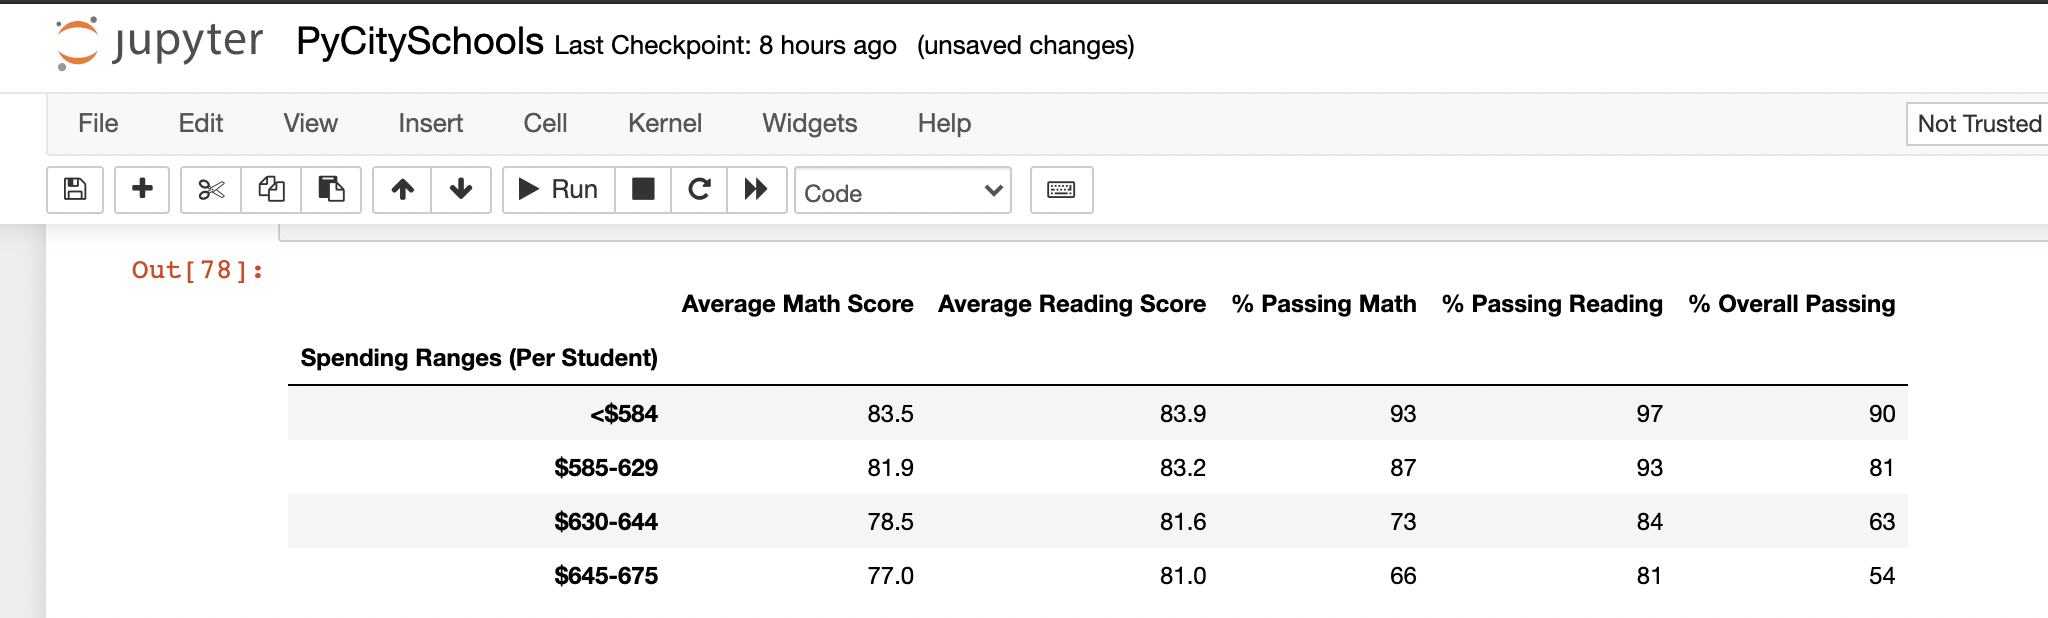 jupyter PyCitySchools Last Checkpoint: 8 hours ago (unsaved changes)
File Edit View Insert Cell Kernel Widgets Help Not Trusted
Run Code
Out[78]:
Average Math Score Average Reading Score % Passing Math % Passing Reading % Overall Passing
Spending Ranges (Per Student)
<$584 83.5 83.9 93 97 90
$585-629 81.9 83.2 87 93 81
$630-644 78.5 81.6 73 84 63
$645-675 77.0 81.0 66 81 54